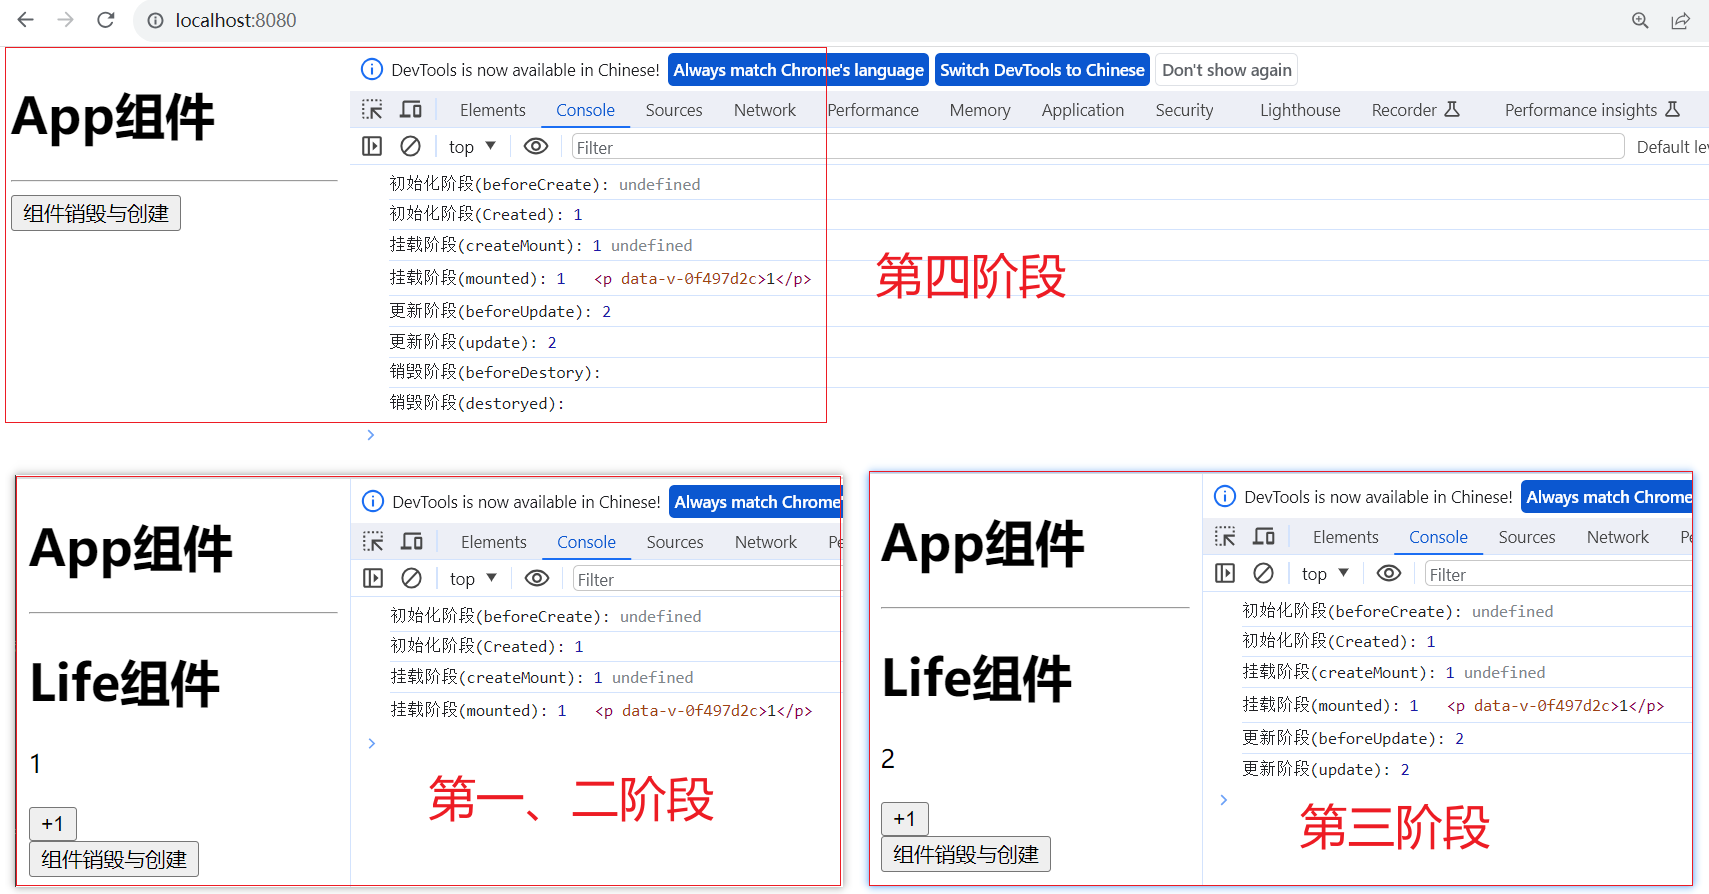 localhost:8080
App组件
组件销毁与创建
DevTools is now available in Chinese! Always match Chrome's language Switch DevTools to Chinese Don't show again
Elements Console Sources Network Performance Memory Application Security Lighthouse Recorder Performance insights
top Filter Default lev
初始化阶段(beforeCreate): undefined
初始化阶段(Created): 1
挂载阶段(createMount): 1 undefined
挂载阶段(mounted): 1 <p data-v-0f497d2c>1</p>
更新阶段(beforeUpdate): 2
更新阶段(update): 2
销毁阶段(beforeDestory):
销毁阶段(destoryed):
第四阶段
App组件
Life组件
1
+1
组件销毁与创建
DevTools is now available in Chinese! Always match Chrome'
Elements Console Sources Network Pe
top Filter
初始化阶段(beforeCreate): undefined
初始化阶段(Created): 1
挂载阶段(createMount): 1 undefined
挂载阶段(mounted): 1 <p data-v-0f497d2c>1</p>
第一、二阶段
App组件
Life组件
2
+1
组件销毁与创建
DevTools is now available in Chinese! Always match Chrome
Elements Console Sources Network Pe
top Filter
初始化阶段(beforeCreate): undefined
初始化阶段(Created): 1
挂载阶段(createMount): 1 undefined
挂载阶段(mounted): 1 <p data-v-0f497d2c>1</p>
更新阶段(beforeUpdate): 2
更新阶段(update): 2
第三阶段